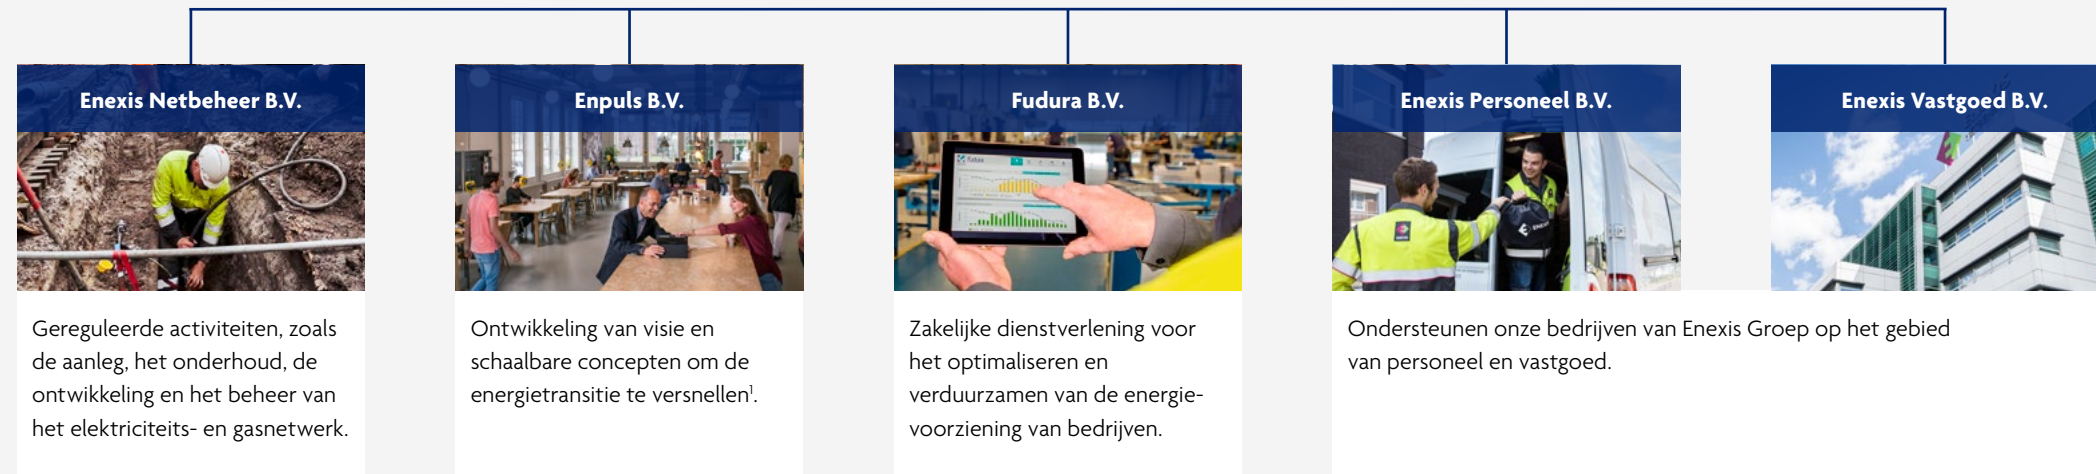 Enexis Netbeheer B.V.
Gereguleerde activiteiten, zoals
de aanleg, het onderhoud, de
ontwikkeling en het beheer van
het elektriciteits- en gasnetwerk.
Enpuls B.V.
Ontwikkeling van visie en
schaalbare concepten om de
energietransitie te versnellen¹.
Fudura B.V.
Zakelijke dienstverlening voor
het optimaliseren en
verduurzamen van de energie-
voorziening van bedrijven.
Enexis Personeel B.V.
Enexis Vastgoed B.V.
ENEXIS
Ondersteunen onze bedrijven van Enexis Groep op het gebied
van personeel en vastgoed.